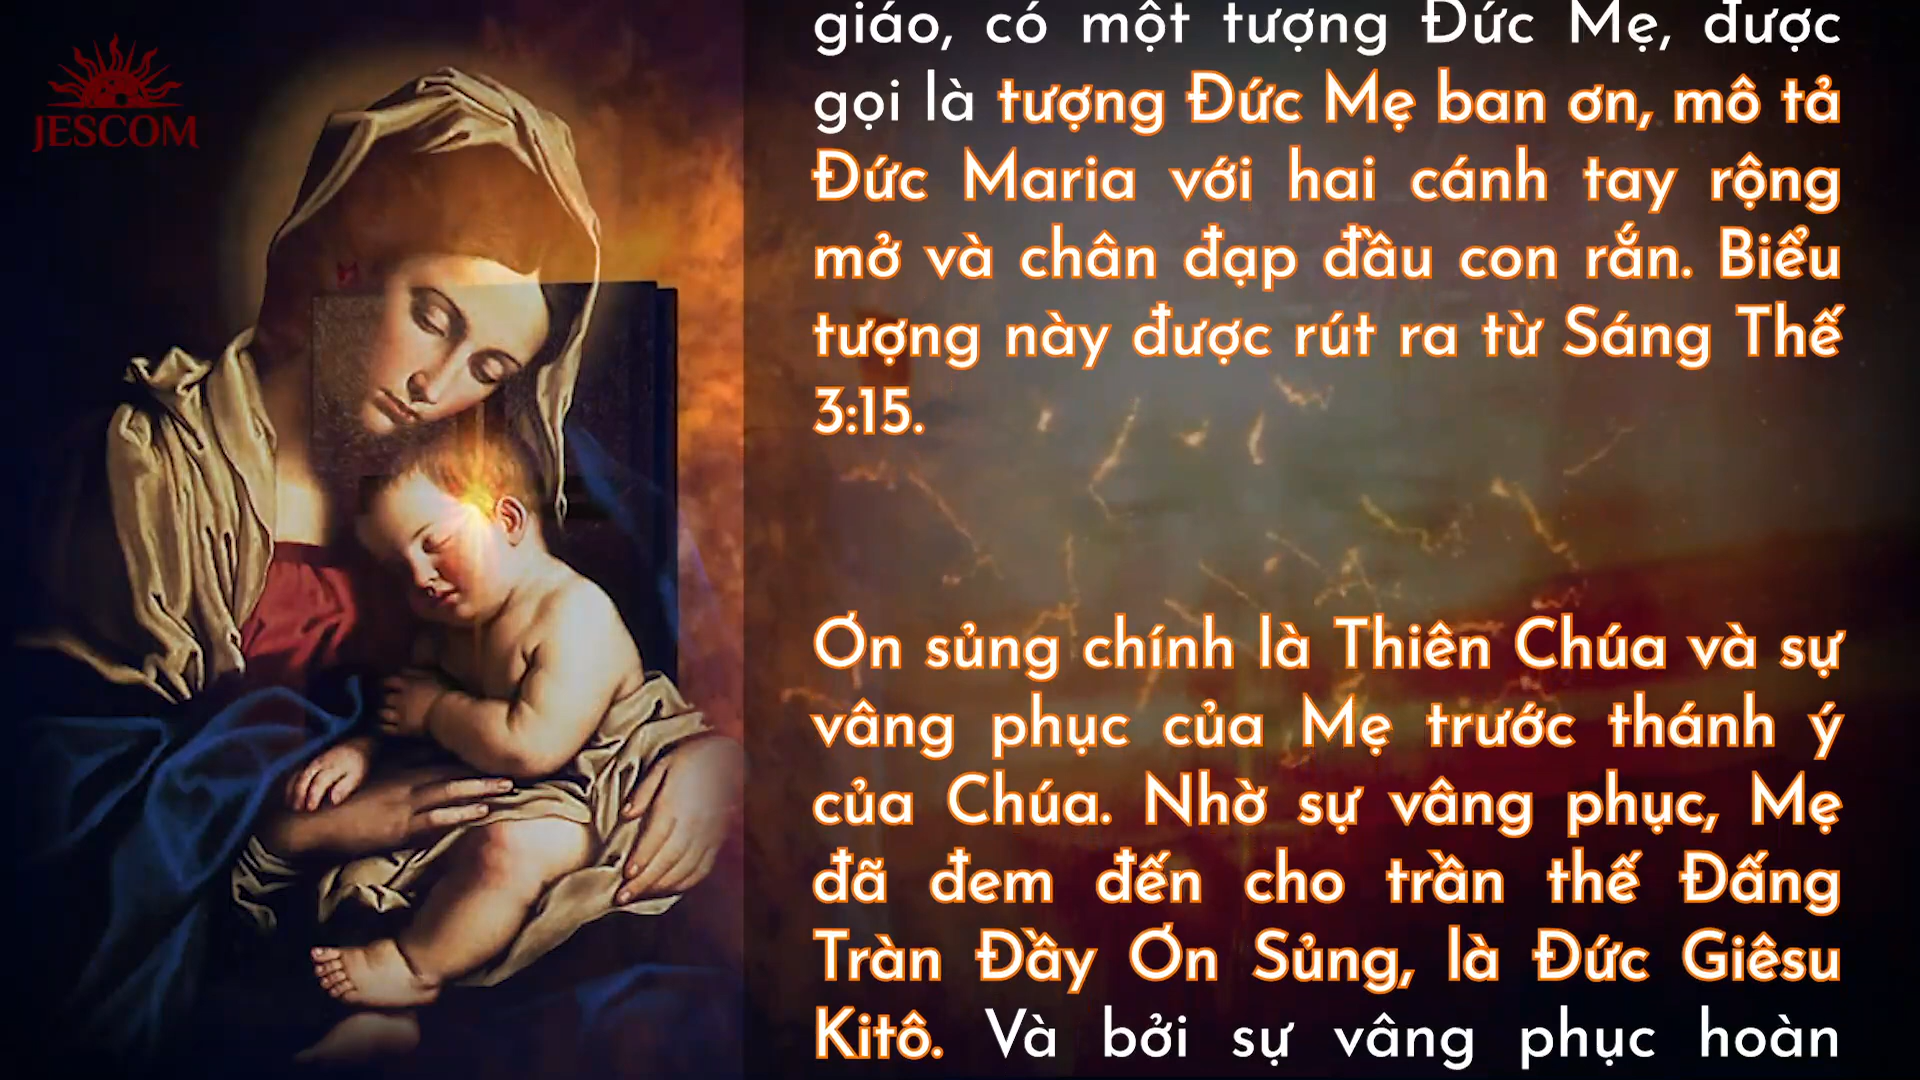 JESCOM
giáo, có một tượng Đức Mẹ, được
gọi là tượng Đức Mẹ ban ơn, mô tả
Đức Maria với hai cánh tay rộng
mở và chân đạp đầu con rắn. Biểu
tượng này được rút ra từ Sáng Thế
3:15.
Ơn sủng chính là Thiên Chúa và sự
vâng phục của Mẹ trước thánh ý
của Chúa. Nhờ sự vâng phục, Mẹ
đã đem đến cho trần thế Đấng
Tràn Đầy Ơn Sủng, là Đức Giêsu
Kitô. Và bởi sự vâng phục hoàn